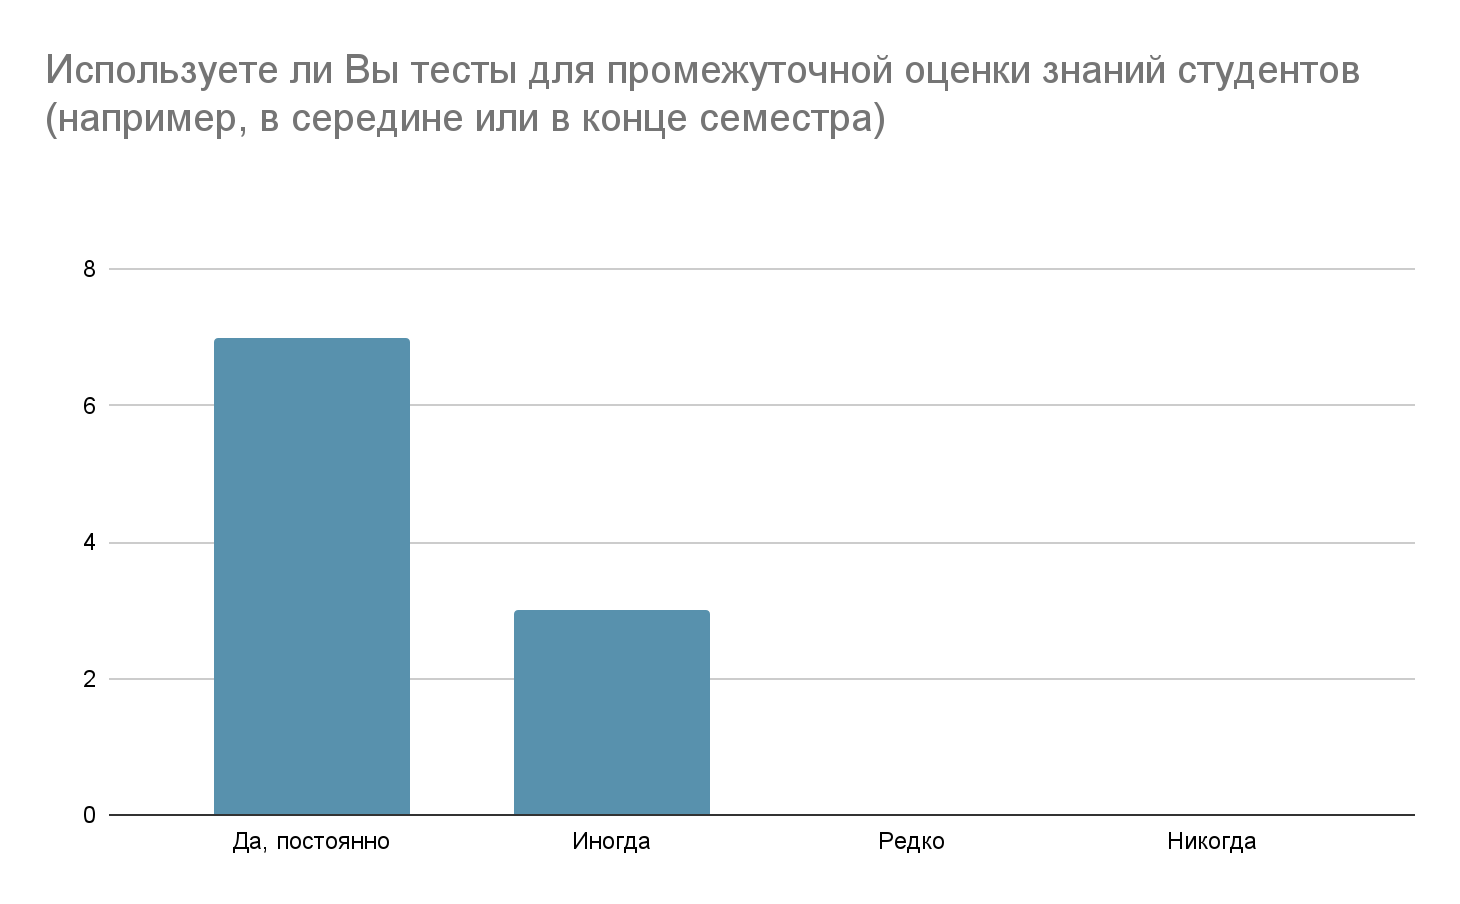 Используете ли Вы тесты для промежуточной оценки знаний студентов
(например, в середине или в конце семестра)
8
6
4
2
0
Да, постоянно
Иногда
Редко
Никогда